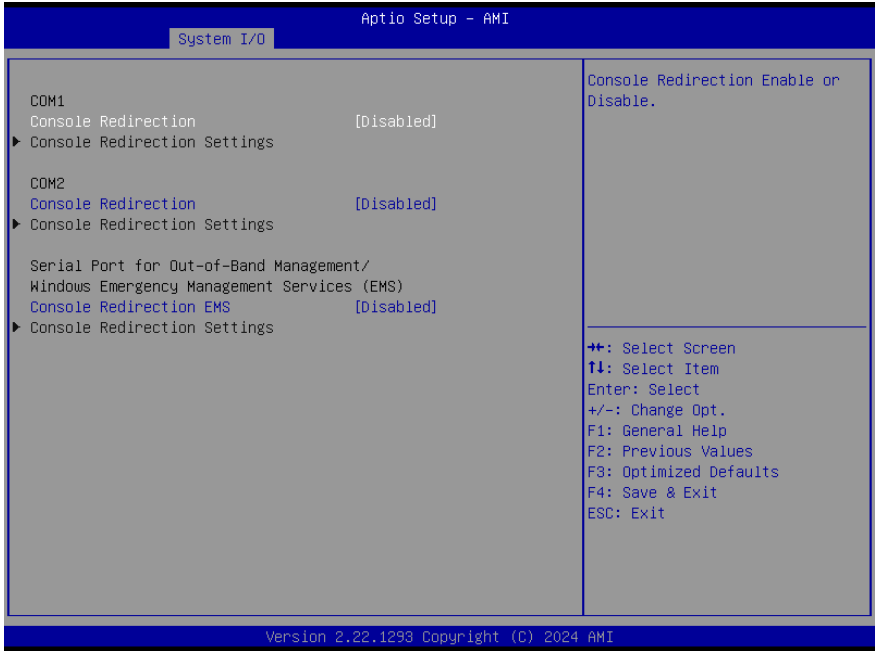 Aptio Setup – AMI
System I/O
COM1
Console Redirection [Disabled]
▶ Console Redirection Settings
COM2
Console Redirection [Disabled]
▶ Console Redirection Settings
Serial Port for Out-of-Band Management/
Windows Emergency Management Services (EMS)
Console Redirection EMS [Disabled]
▶ Console Redirection Settings
Console Redirection Enable or
Disable.
→←: Select Screen
↑↓: Select Item
Enter: Select
+/-: Change Opt.
F1: General Help
F2: Previous Values
F3: Optimized Defaults
F4: Save & Exit
ESC: Exit
Version 2.22.1293 Copyright (C) 2024 AMI